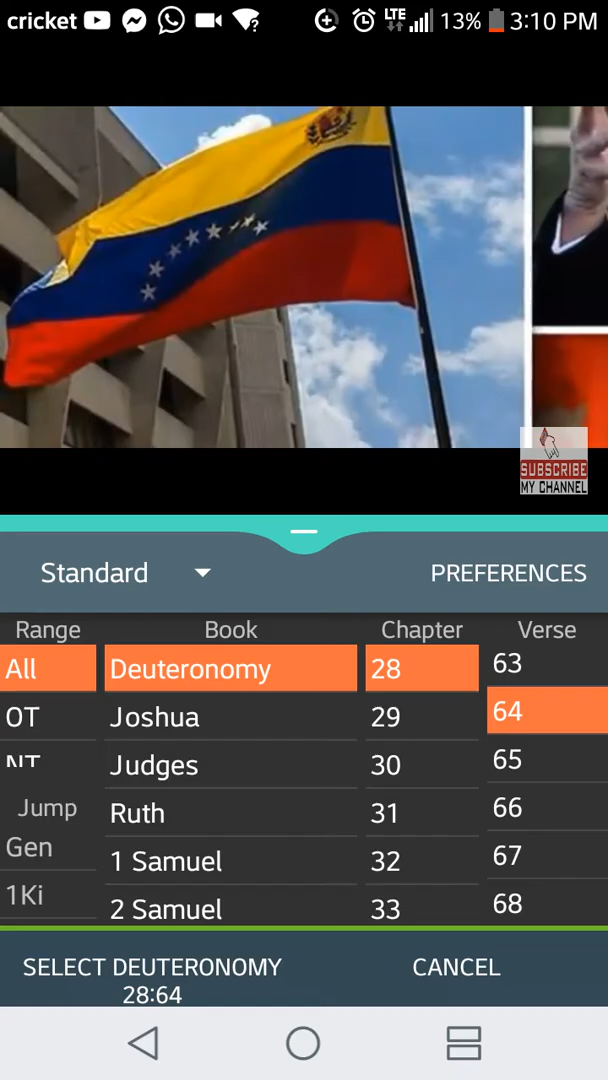 cricket ? LTE 13% 3:10 PM
SUBSCRIBE
MY CHANNEL
Standard PREFERENCES
Range Book Chapter Verse
All Deuteronomy 28 63
OT Joshua 29 64
NT Judges 30 65
Jump Ruth 31 66
Gen 1 Samuel 32 67
1Ki 2 Samuel 33 68
SELECT DEUTERONOMY CANCEL
28:64